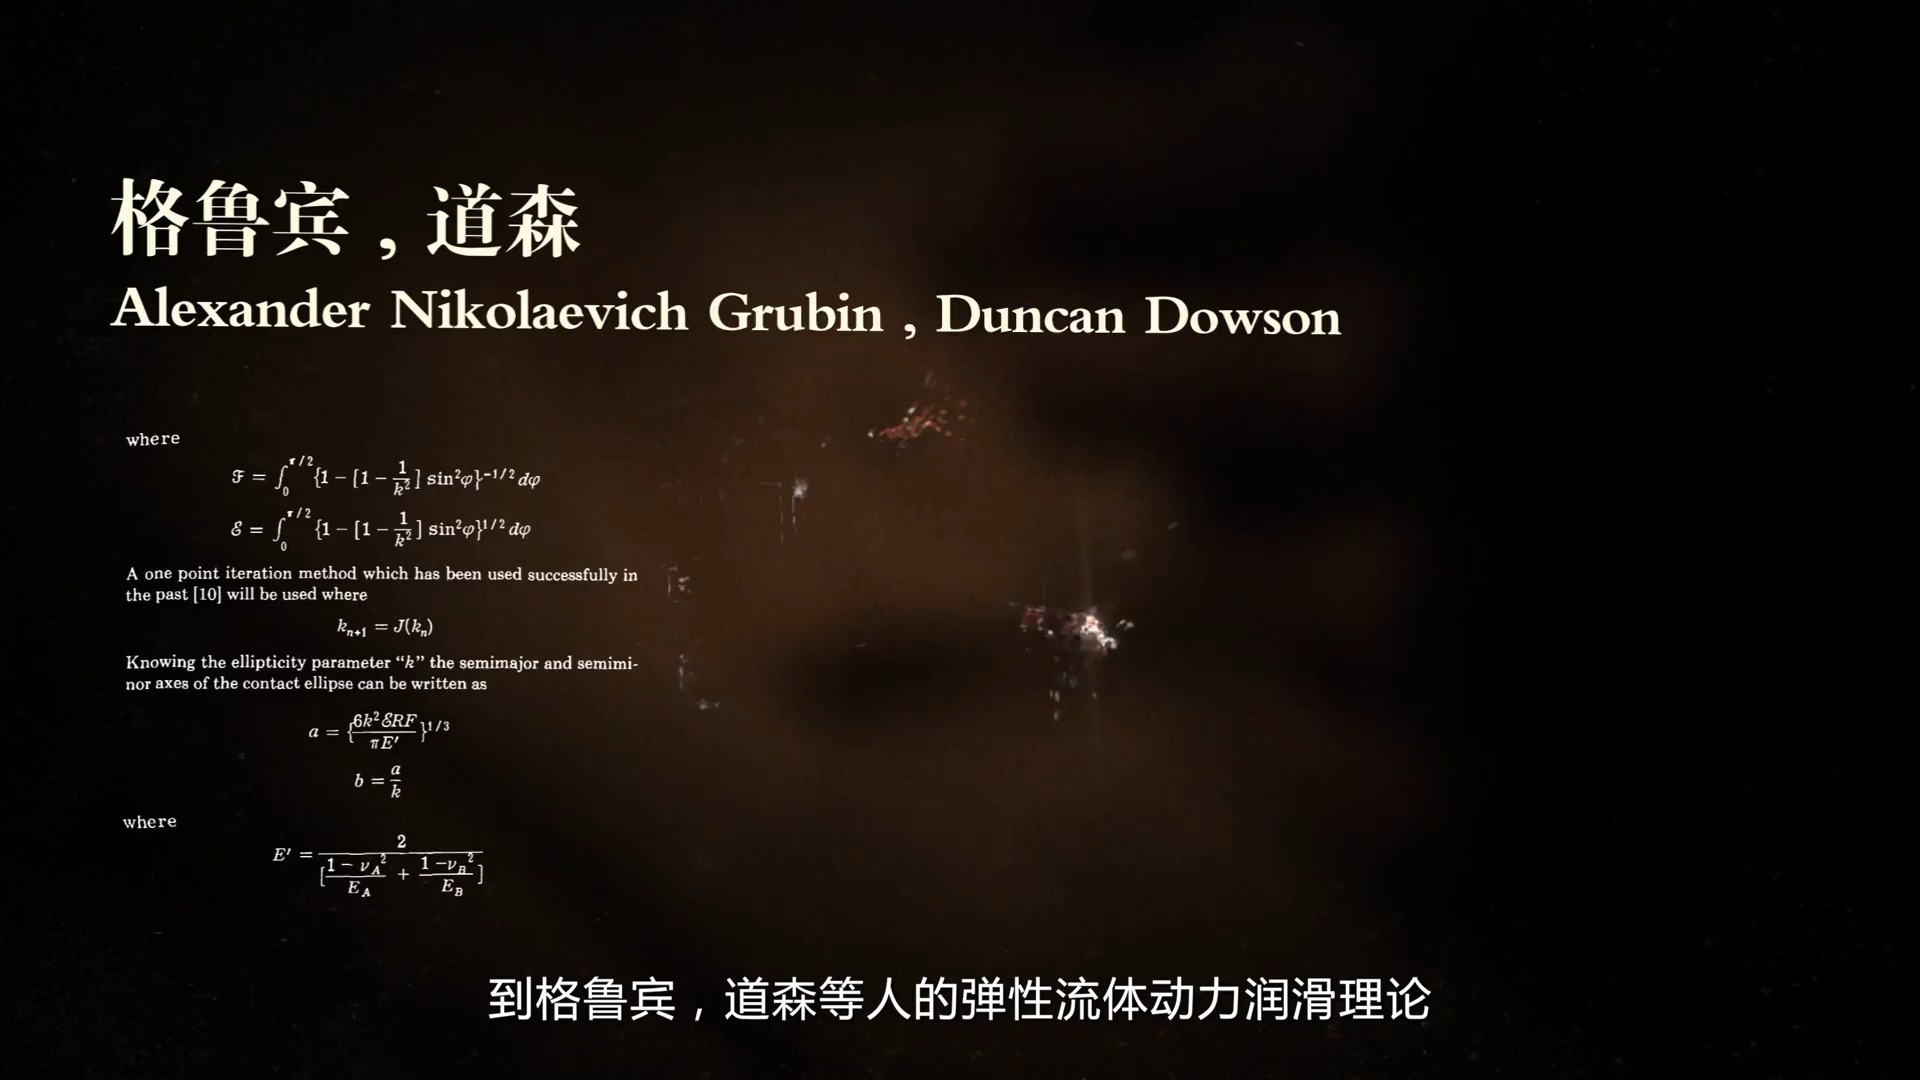 格鲁宾，道森
Alexander Nikolaevich Grubin , Duncan Dowson
where
ℱ = ∫₀^{π/2} {1 − [1 − 1/k²] sin²φ}^{−1/2} dφ
ℰ = ∫₀^{π/2} {1 − [1 − 1/k²] sin²φ}^{1/2} dφ
A one point iteration method which has been used successfully in
the past [10] will be used where
kₙ₊₁ = J(kₙ)
Knowing the ellipticity parameter “k” the semimajor and semimi-
nor axes of the contact ellipse can be written as
a = {6k²ℰRF / πE′}^{1/3}
b = a/k
where
E′ = 2 / [(1 − ν_A²)/E_A + (1 − ν_B²)/E_B]
到格鲁宾，道森等人的弹性流体动力润滑理论